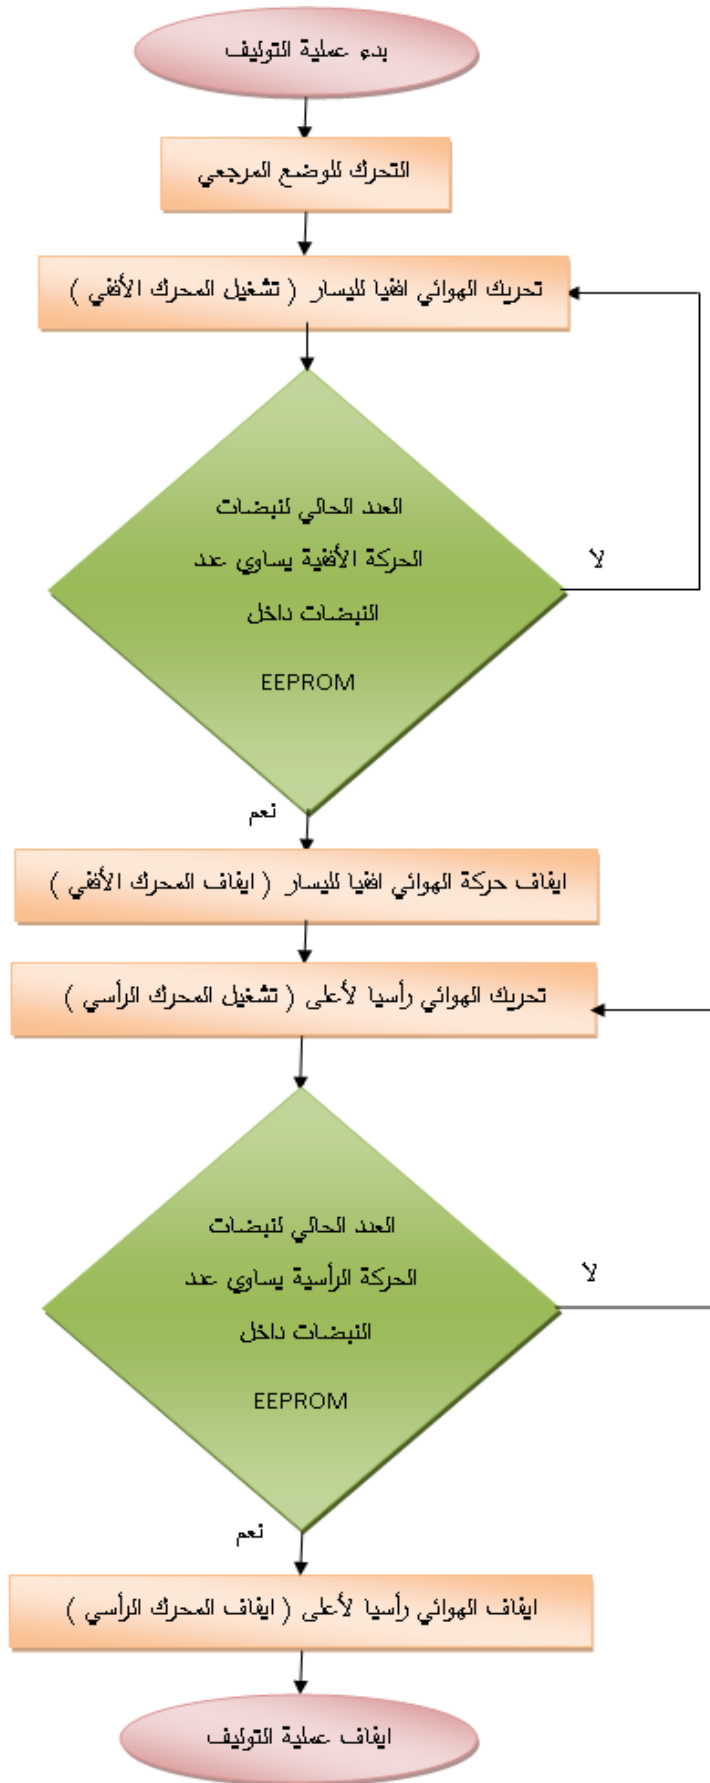 بدء عملية التوليف
التحرك للوضع المرجعي
تحريك الهوائي افقيا لليسار ( تشغيل المحرك الأفقي )
العدد الحالي لنبضات
الحركة الأفقية يساوي عدد
النبضات داخل
EEPROM
لا
نعم
ايقاف حركة الهوائي افقيا لليسار ( ايقاف المحرك الأفقي )
تحريك الهوائي رأسيا لأعلى ( تشغيل المحرك الرأسي )
العدد الحالي لنبضات
الحركة الرأسية يساوي عدد
النبضات داخل
EEPROM
لا
نعم
ايقاف الهوائي رأسيا لأعلى ( ايقاف المحرك الرأسي )
ايقاف عملية التوليف